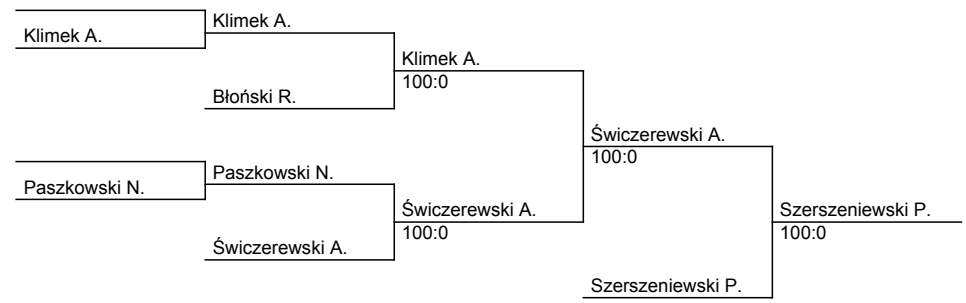 Klimek A.
Klimek A.
Klimek A.
100:0
Błoński R.
Świczerewski A.
100:0
Paszkowski N.
Paszkowski N.
Świczerewski A.
100:0
Świczerewski A.
Szerszeniewski P.
100:0
Szerszeniewski P.